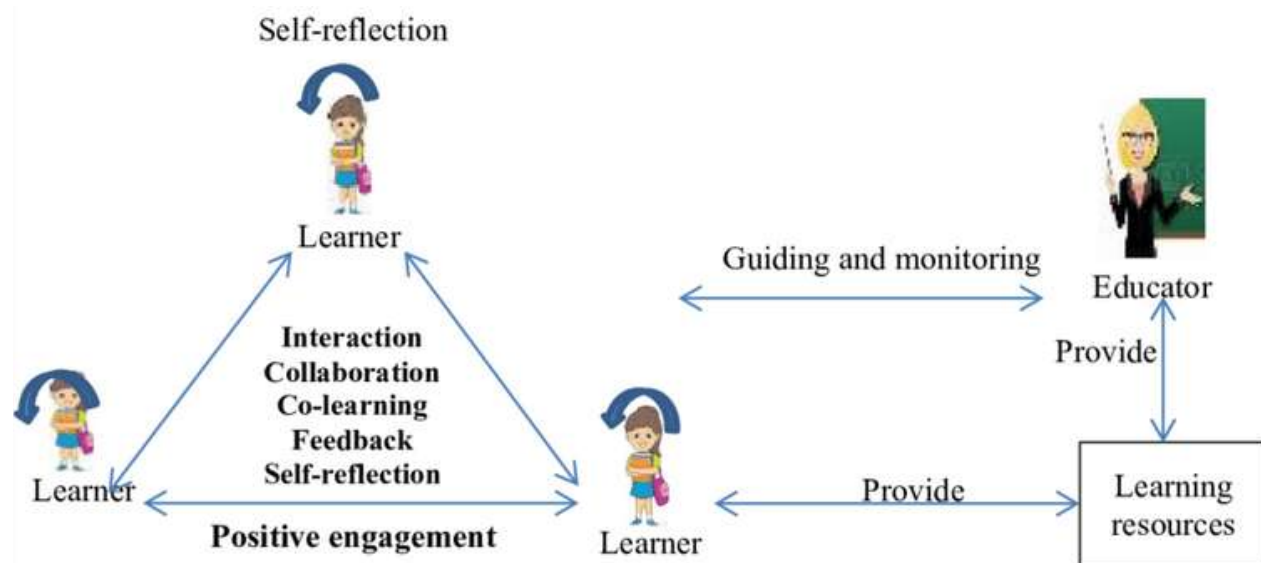 Self-reflection
Learner
Guiding and monitoring
Educator
Interaction
Collaboration
Co-learning
Feedback
Self-reflection
Provide
Learner
Positive engagement
Learner
Provide
Learning
resources